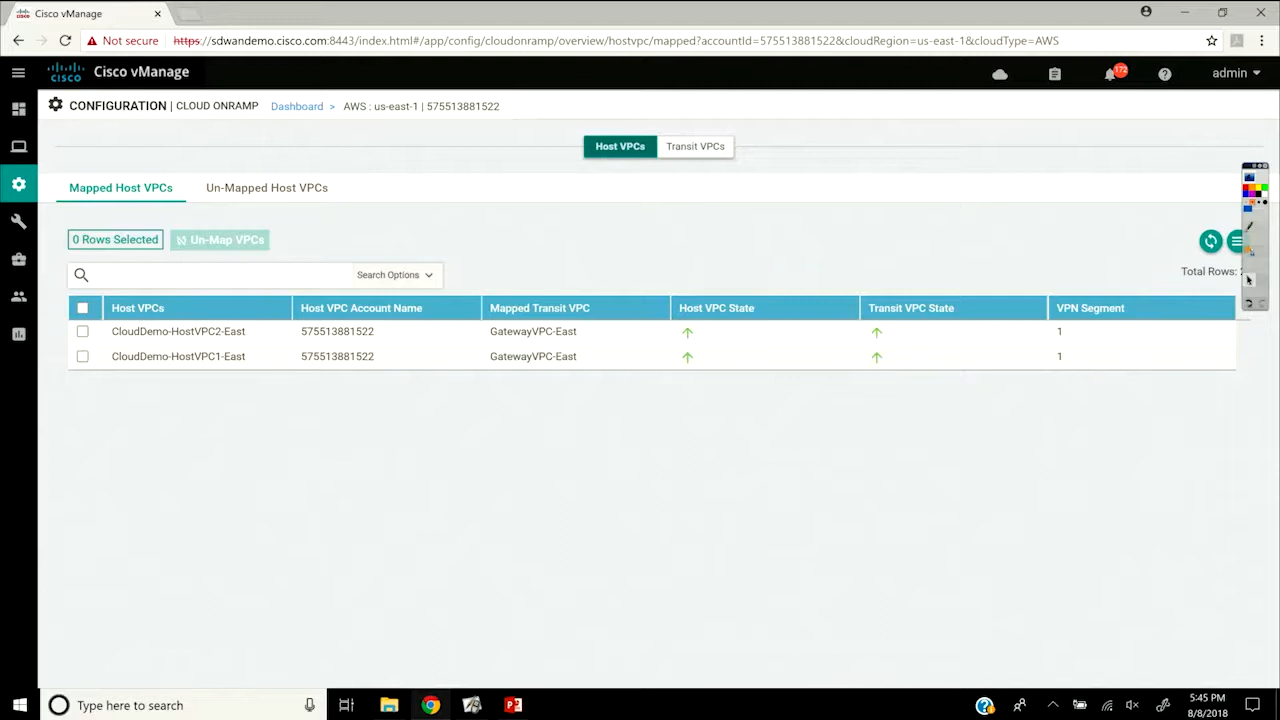 Cisco vManage
Not secure https://sdwandemo.cisco.com:8443/index.html#/app/config/cloudonramp/overview/hostvpc/mapped?accountId=575513881522&cloudRegion=us-east-1&cloudType=AWS
CISCO Cisco vManage 172 admin
CONFIGURATION | CLOUD ONRAMP Dashboard > AWS : us-east-1 | 575513881522
Host VPCs Transit VPCs
Mapped Host VPCs Un-Mapped Host VPCs
0 Rows Selected Un-Map VPCs
Total Rows:
Search Options
Host VPCs Host VPC Account Name Mapped Transit VPC Host VPC State Transit VPC State VPN Segment
CloudDemo-HostVPC2-East 575513881522 GatewayVPC-East 1
CloudDemo-HostVPC1-East 575513881522 GatewayVPC-East 1
Type here to search
5:45 PM
8/8/2018